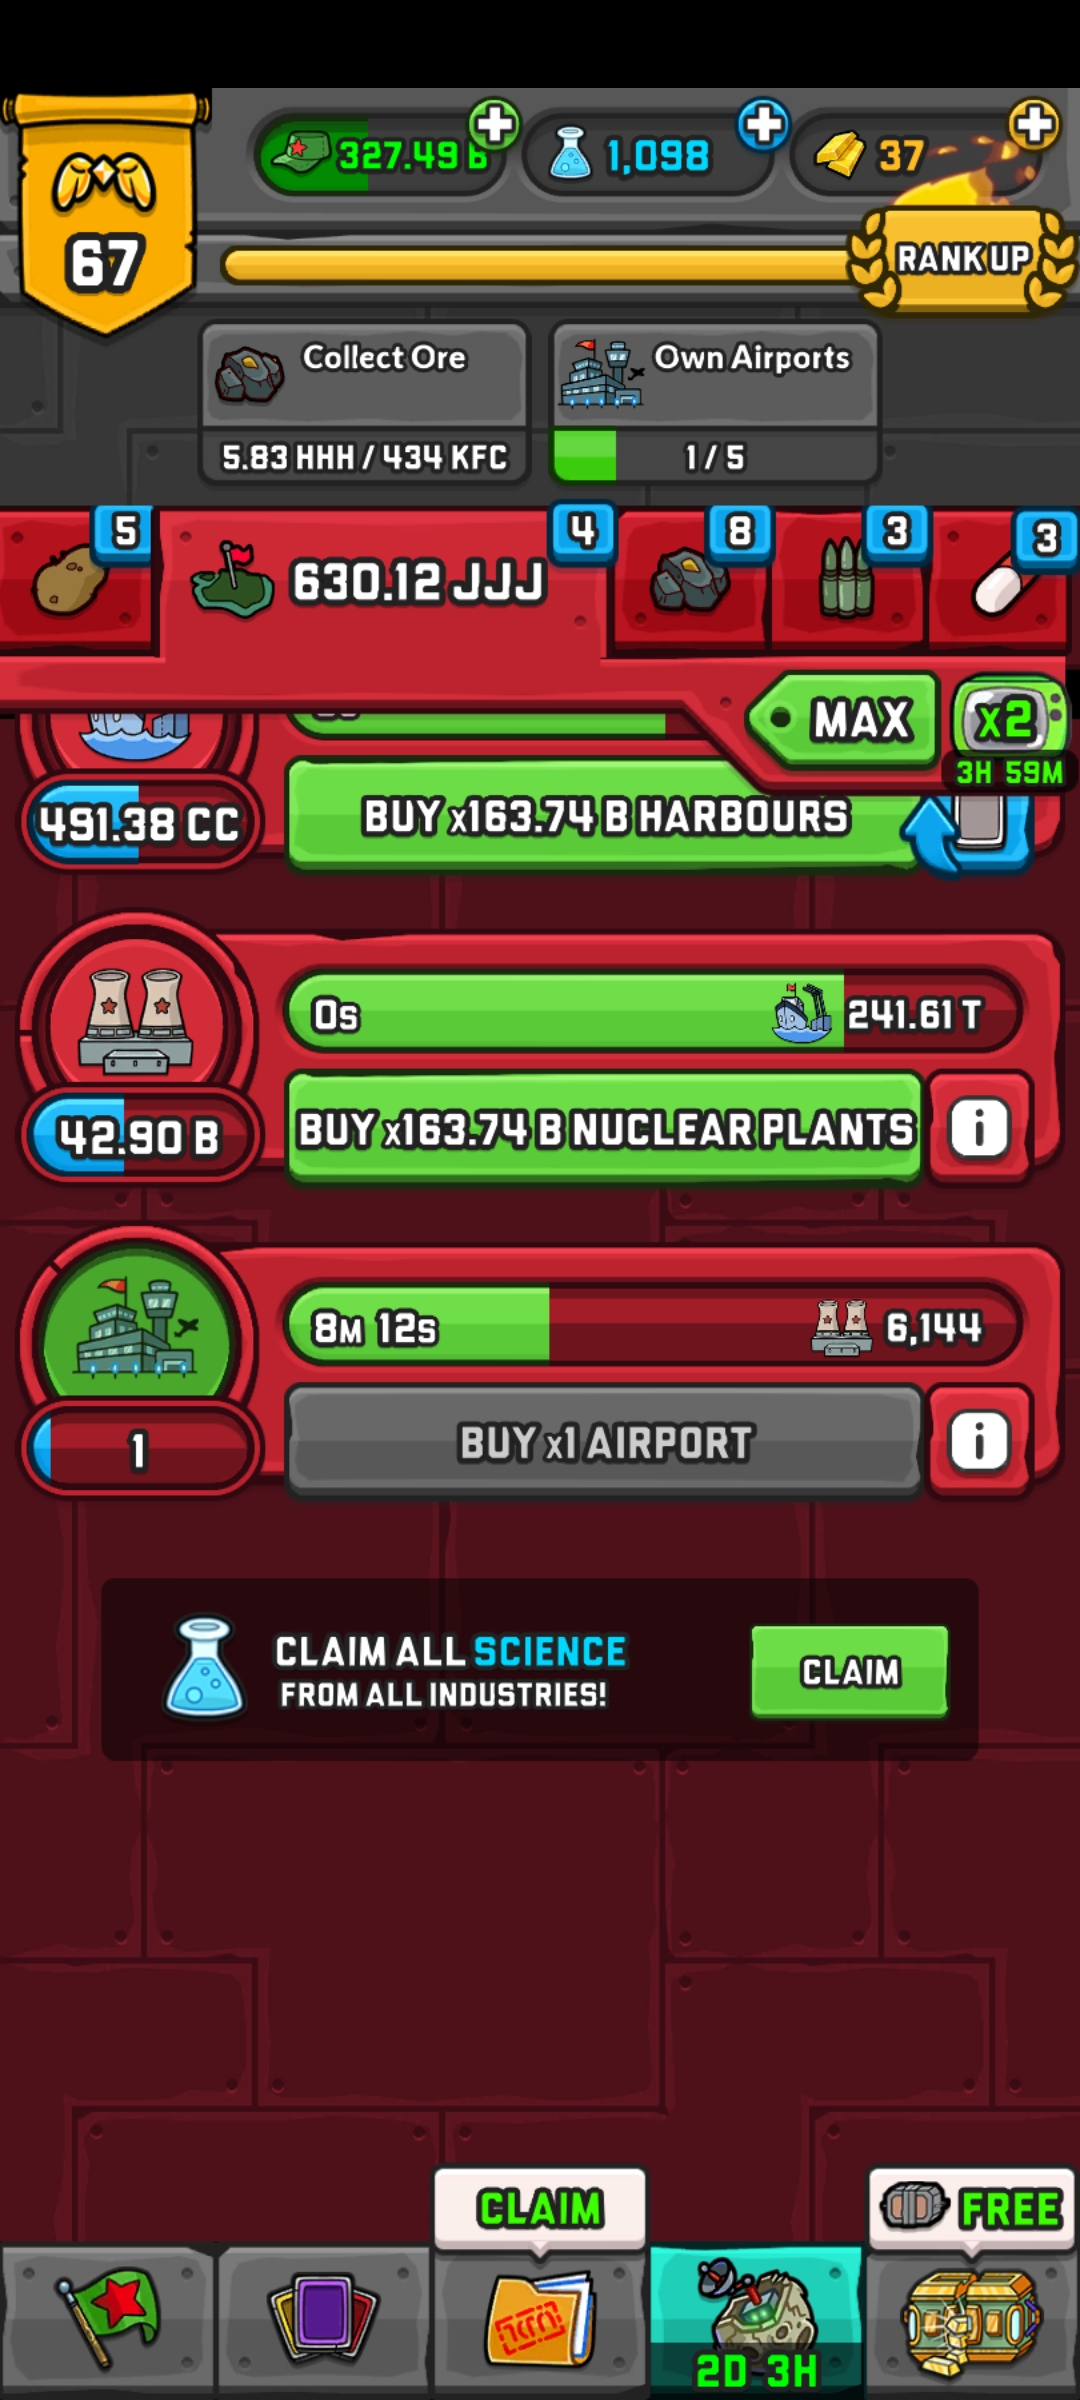 327.49 B
1,098
37
67
RANK UP
Collect Ore
5.83 HHH / 434 KFC
Own Airports
1 / 5
5
630.12 JJJ
4
8
3
3
MAX
x2
3H 59M
491.38 CC
BUY x163.74 B HARBOURS
0s
241.61 T
42.90 B
BUY x163.74 B NUCLEAR PLANTS
i
8M 12s
6,144
1
BUY x1 AIRPORT
i
CLAIM ALL SCIENCE
FROM ALL INDUSTRIES!
CLAIM
CLAIM
FREE
2D 3H